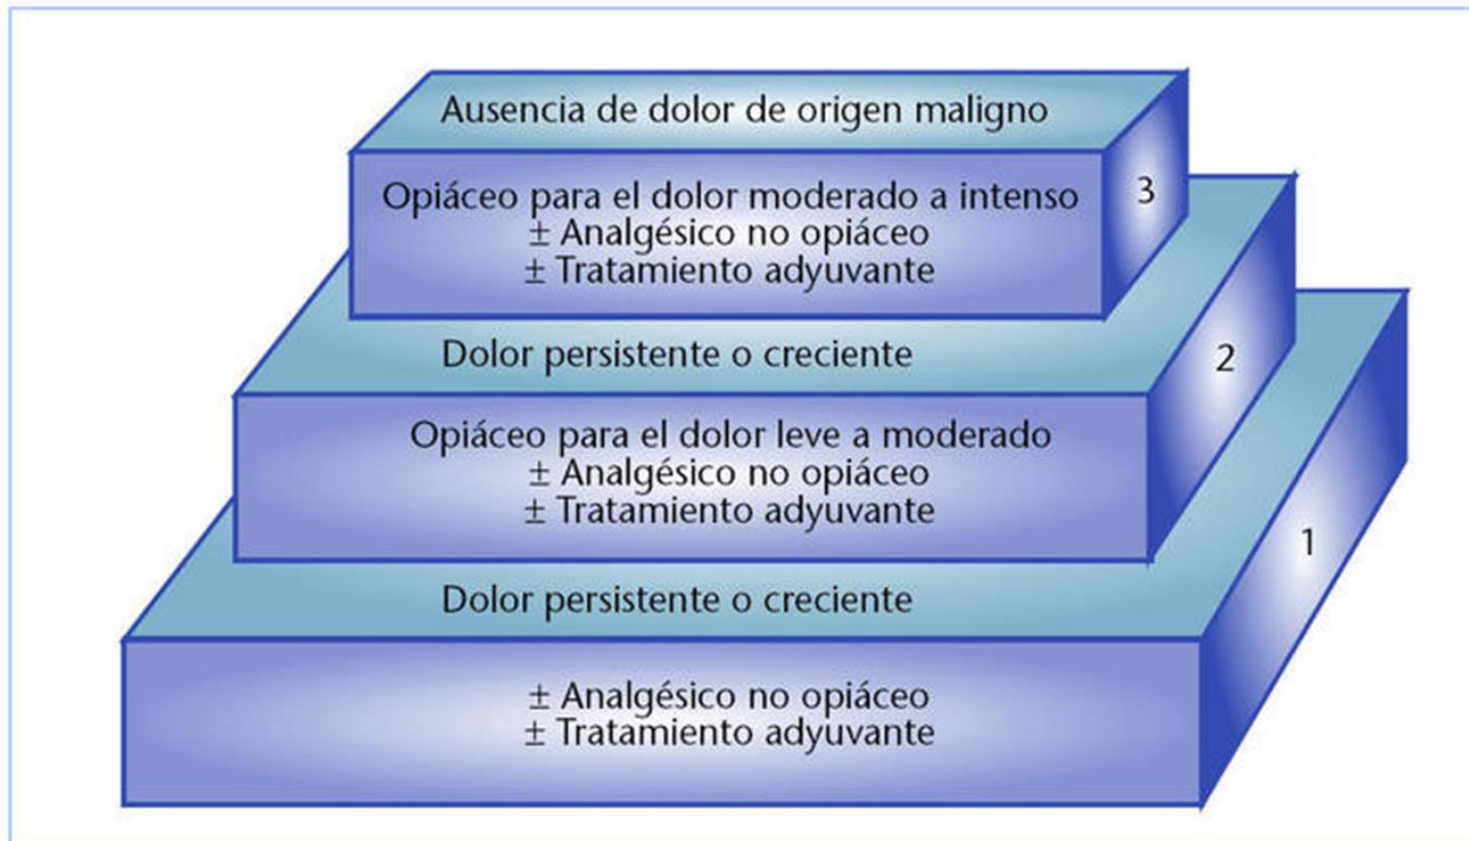 Ausencia de dolor de origen maligno
Opiáceo para el dolor moderado a intenso
± Analgésico no opiáceo
± Tratamiento adyuvante
3
Dolor persistente o creciente
2
Opiáceo para el dolor leve a moderado
± Analgésico no opiáceo
± Tratamiento adyuvante
1
Dolor persistente o creciente
± Analgésico no opiáceo
± Tratamiento adyuvante